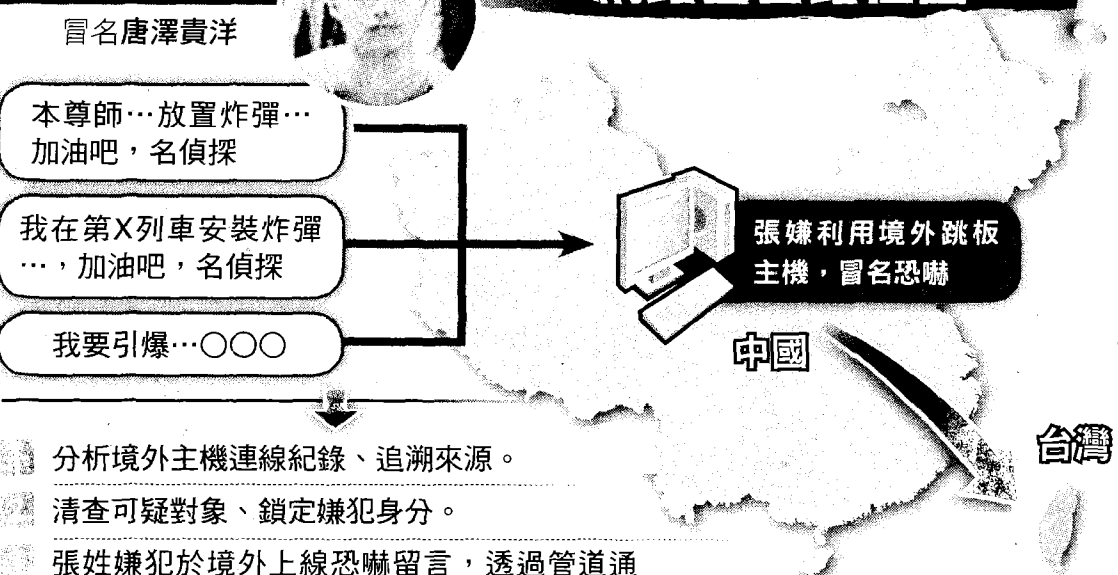 冒名唐澤貴洋
本尊師…放置炸彈…
加油吧，名偵探
我在第X列車安裝炸彈
…，加油吧，名偵探
我要引爆…○○○
張嫌利用境外跳板
主機，冒名恐嚇
中國
台灣
分析境外主機連線紀錄、追溯來源。
清查可疑對象、鎖定嫌犯身分。
張姓嫌犯於境外上線恐嚇留言，透過管道通